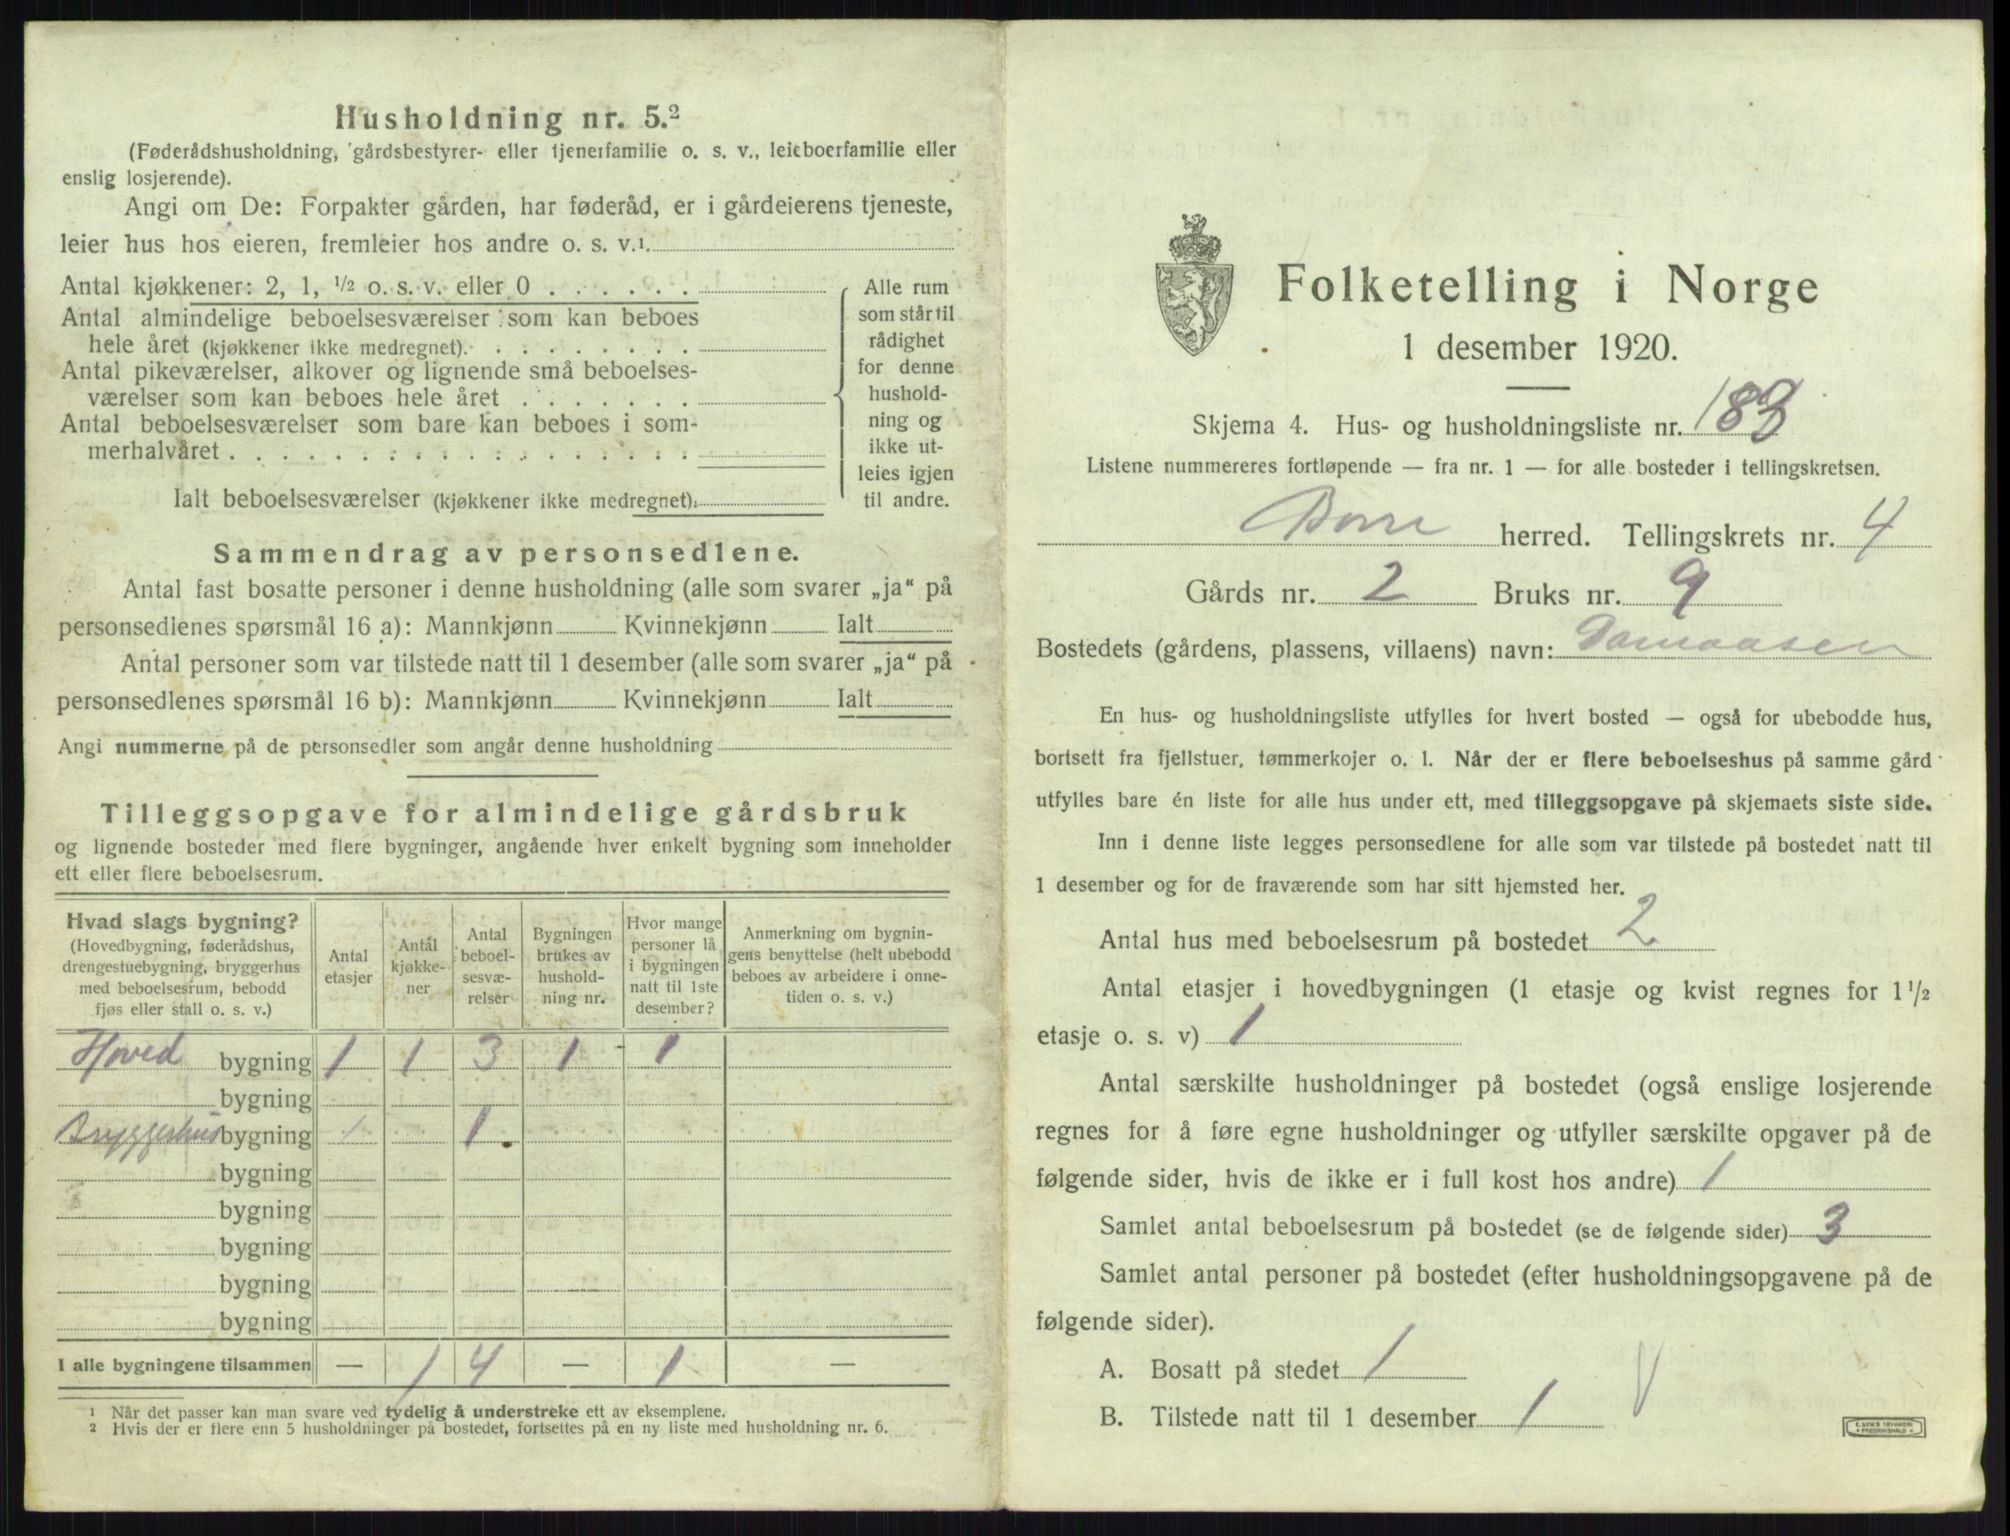 Husholdning nr. 5.²
(Føderådshusholdning, gårdsbestyrer- eller tjenerfamilie o. s. v., leieboerfamilie eller
enslig losjerende).
Angi om De: Forpakter gården, har føderåd, er i gårdeierens tjeneste,
leier hus hos eieren, fremleier hos andre o. s. v.¹
Antal kjøkkener: 2, 1, ½ o. s. v. eller 0
Antal almindelige beboelsesværelser som kan beboes
hele året (kjøkkener ikke medregnet).
Antal pikeværelser, alkover og lignende små beboelses-
værelser som kan beboes hele året
Antal beboelsesværelser som bare kan beboes i som-
merhalvåret
Ialt beboelsesværelser (kjøkkener ikke medregnet):
Alle rum
som står til
rådighet
for denne
hushold-
ning og
ikke ut-
leies igjen
til andre.
Sammendrag av personsedlene.
Antal fast bosatte personer i denne husholdning (alle som svarer „ja“ på
personsedlenes spørsmål 16 a): Mannkjønn Kvinnekjønn Ialt
Antal personer som var tilstede natt til 1 desember (alle som svarer „ja“ på
personsedlenes spørsmål 16 b): Mannkjønn Kvinnekjønn Ialt
Angi nummerne på de personsedler som angår denne husholdning
Tilleggsopgave for almindelige gårdsbruk
og lignende bosteder med flere bygninger, angående hver enkelt bygning som inneholder
ett eller flere beboelsesrum.
Hvad slags bygning?
(Hovedbygning, føderådshus,
drengestuebygning, bryggerhus
med beboelsesrum, bebodd
fjøs eller stall o. s. v.)
Antal
etasjer
Antal
kjøkke-
ner
Antal
beboel-
sesvæ-
relser
Bygningen
brukes av
hushold-
ning nr.
Hvor mange
personer lå
i bygningen
natt til 1ste
desember?
Anmerkning om bygnin-
gens benyttelse (helt ubebodd
beboes av arbeidere i onne-
tiden o. s. v.)
Hoved bygning 1 1 3 1 1
bygning
Bryggerhus bygning 1 1.
bygning
bygning
bygning
bygning
bygning
I alle bygningene tilsammen — 1 4 — 1 —
¹ Når det passer kan man svare ved tydelig å understreke ett av eksemplene.
² Hvis der er flere enn 5 husholdninger på bostedet, fortsettes på en ny liste med husholdning nr. 6.
Folketelling i Norge
1 desember 1920.
Skjema 4. Hus- og husholdningsliste nr. 183
Listene nummereres fortløpende — fra nr. 1 — for alle bosteder i tellingskretsen.
Borre herred. Tellingskrets nr. 4
Gårds nr. 2 Bruks nr. 9
Bostedets (gårdens, plassens, villaens) navn:
En hus- og husholdningsliste utfylles for hvert bosted — også for ubebodde hus,
bortsett fra fjellstuer, tømmerkojer o. l. Når der er flere beboelseshus på samme gård
utfylles bare én liste for alle hus under ett, med tilleggsopgave på skjemaets siste side.
Inn i denne liste legges personsedlene for alle som var tilstede på bostedet natt til
1 desember og for de fraværende som har sitt hjemsted her.
Antal hus med beboelsesrum på bostedet 2
Antal etasjer i hovedbygningen (1 etasje og kvist regnes for 1½
etasje o. s. v) 1
Antal særskilte husholdninger på bostedet (også enslige losjerende
regnes for å føre egne husholdninger og utfyller særskilte opgaver på de
følgende sider, hvis de ikke er i full kost hos andre) 1
Samlet antal beboelsesrum på bostedet (se de følgende sider) 3
Samlet antal personer på bostedet (efter husholdningsopgavene på de
følgende sider).
A. Bosatt på stedet 1
B. Tilstede natt til 1 desember 1